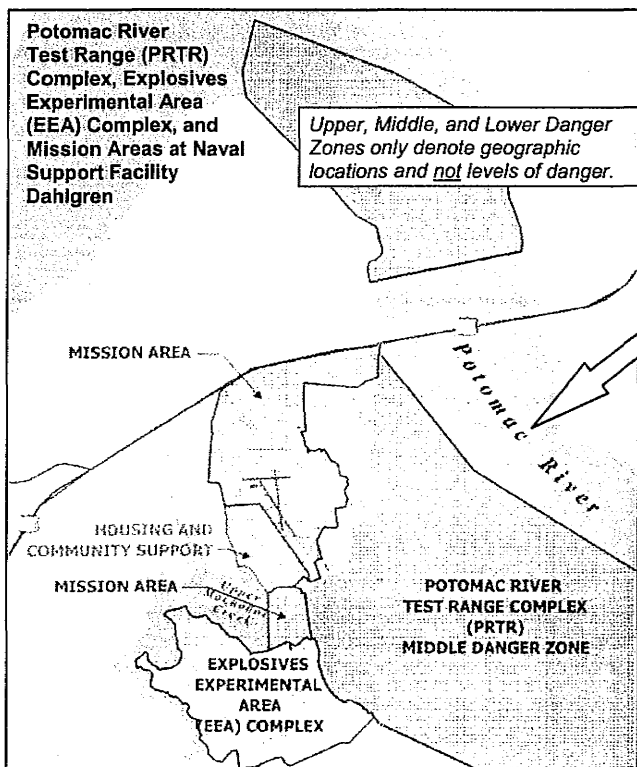 Potomac River
Test Range (PRTR)
Complex, Explosives
Experimental Area
(EEA) Complex, and
Mission Areas at Naval
Support Facility
Dahlgren
Upper, Middle, and Lower Danger
Zones only denote geographic
locations and not levels of danger.
MISSION AREA
Potomac River
HOUSING AND
COMMUNITY SUPPORT
MISSION AREA
Upper
Machodoc
Creek
POTOMAC RIVER
TEST RANGE COMPLEX
(PRTR)
MIDDLE DANGER ZONE
EXPLOSIVES
EXPERIMENTAL
AREA
(EEA) COMPLEX